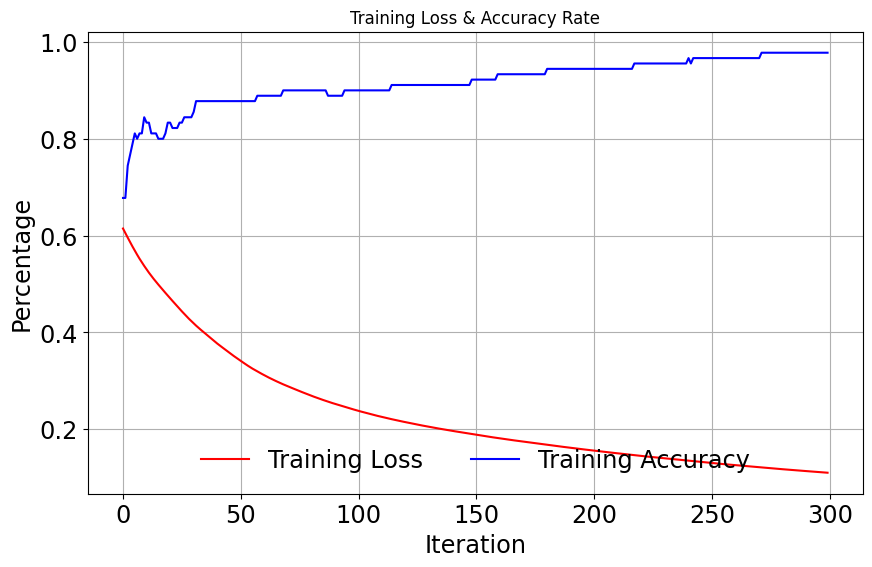 Training Loss & Accuracy Rate
1.0
0.8
0.6
0.4
0.2
Percentage
Training Loss Training Accuracy
0 50 100 150 200 250 300
Iteration